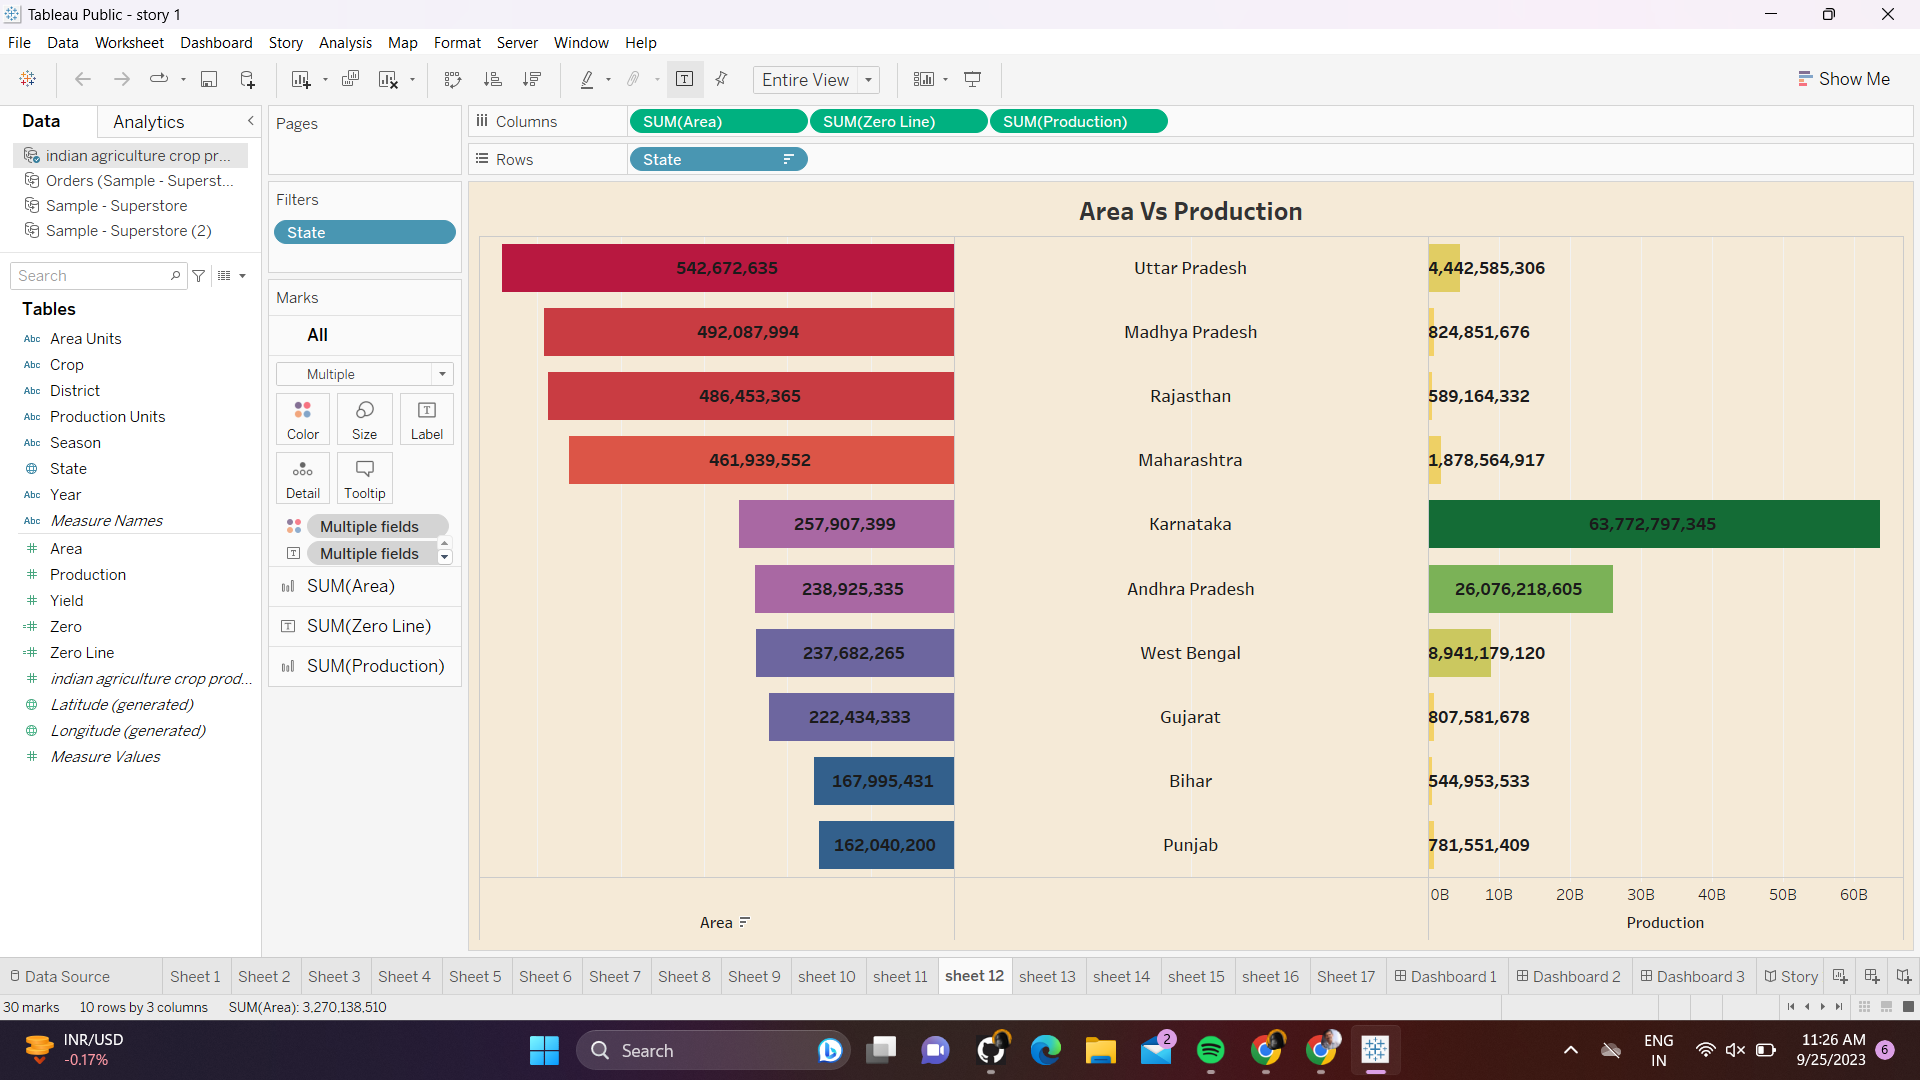 Tableau Public - story 1
File Data Worksheet Dashboard Story Analysis Map Format Server Window Help
Entire View
Show Me
Data Analytics
indian agriculture crop pr...
Orders (Sample - Superst...
Sample - Superstore
Sample - Superstore (2)
Search
Tables
Abc Area Units
Abc Crop
Abc District
Abc Production Units
Abc Season
State
Abc Year
Abc Measure Names
Area
Production
Yield
Zero
Zero Line
indian agriculture crop prod...
Latitude (generated)
Longitude (generated)
Measure Values
Pages
Filters
State
Marks
All
Multiple
Color Size Label
Detail Tooltip
Multiple fields
Multiple fields
SUM(Area)
SUM(Zero Line)
SUM(Production)
Columns SUM(Area) SUM(Zero Line) SUM(Production)
Rows State
Area Vs Production
542,672,635 Uttar Pradesh 4,442,585,306
492,087,994 Madhya Pradesh 824,851,676
486,453,365 Rajasthan 589,164,332
461,939,552 Maharashtra 1,878,564,917
257,907,399 Karnataka 63,772,797,345
238,925,335 Andhra Pradesh 26,076,218,605
237,682,265 West Bengal 8,941,179,120
222,434,333 Gujarat 807,581,678
167,995,431 Bihar 544,953,533
162,040,200 Punjab 781,551,409
0B 10B 20B 30B 40B 50B 60B
Area Production
Data Source Sheet 1 Sheet 2 Sheet 3 Sheet 4 Sheet 5 Sheet 6 Sheet 7 Sheet 8 Sheet 9 sheet 10 sheet 11 sheet 12 sheet 13 sheet 14 sheet 15 sheet 16 Sheet 17 Dashboard 1 Dashboard 2 Dashboard 3 Story
30 marks 10 rows by 3 columns SUM(Area): 3,270,138,510
INR/USD
-0.17%
Search
2
ENG
IN
11:26 AM
9/25/2023
6